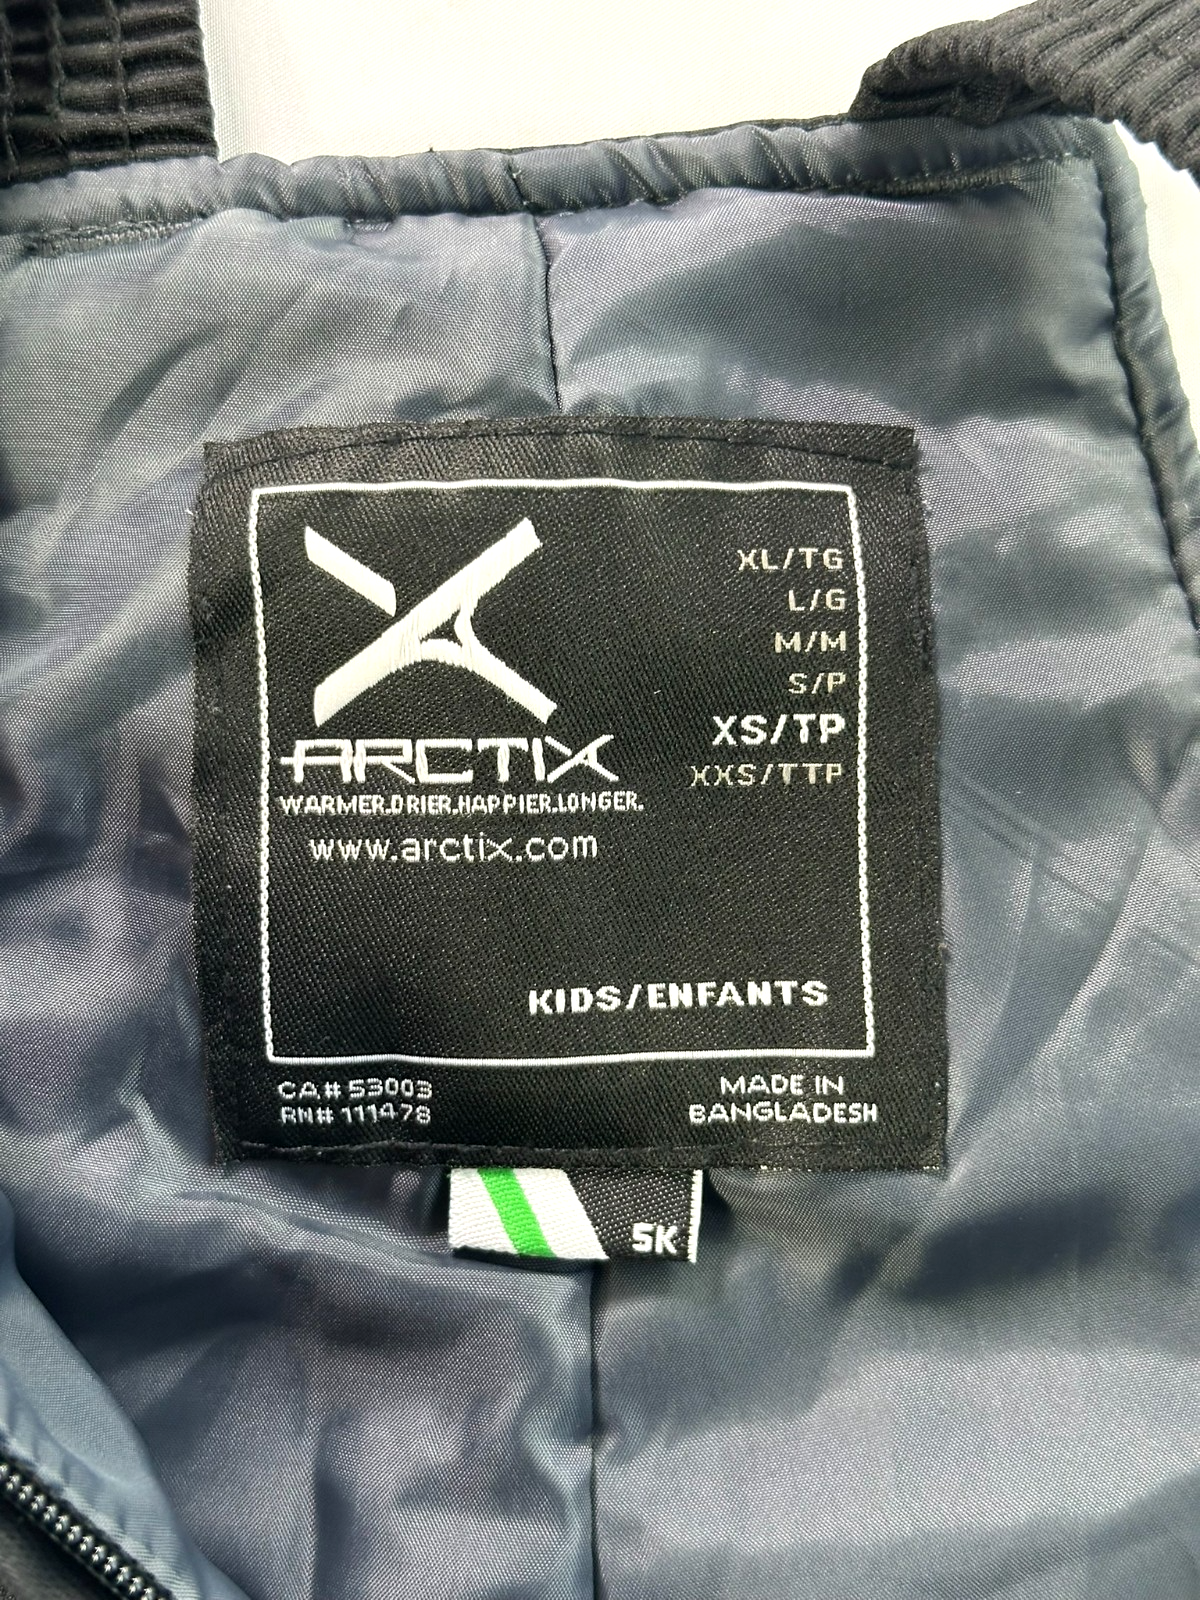 XL/TG
L/G
M/M
S/P
XS/TP
XXS/TTP
ARCTIX
WARMER.DRIER.HAPPIER.LONGER.
www.arctix.com
KIDS/ENFANTS
CA# 53003
RN# 111478
MADE IN
BANGLADESH
5K